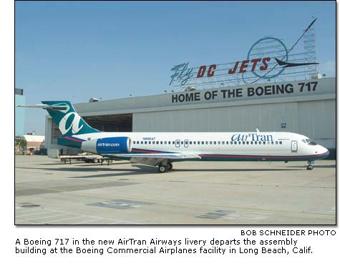 Fly DC JETS
HOME OF THE BOEING 717
AirTran
a
airtran.com
BOB SCHNEIDER PHOTO
A Boeing 717 in the new AirTran Airways livery departs the assembly
building at the Boeing Commercial Airplanes facility in Long Beach, Calif.